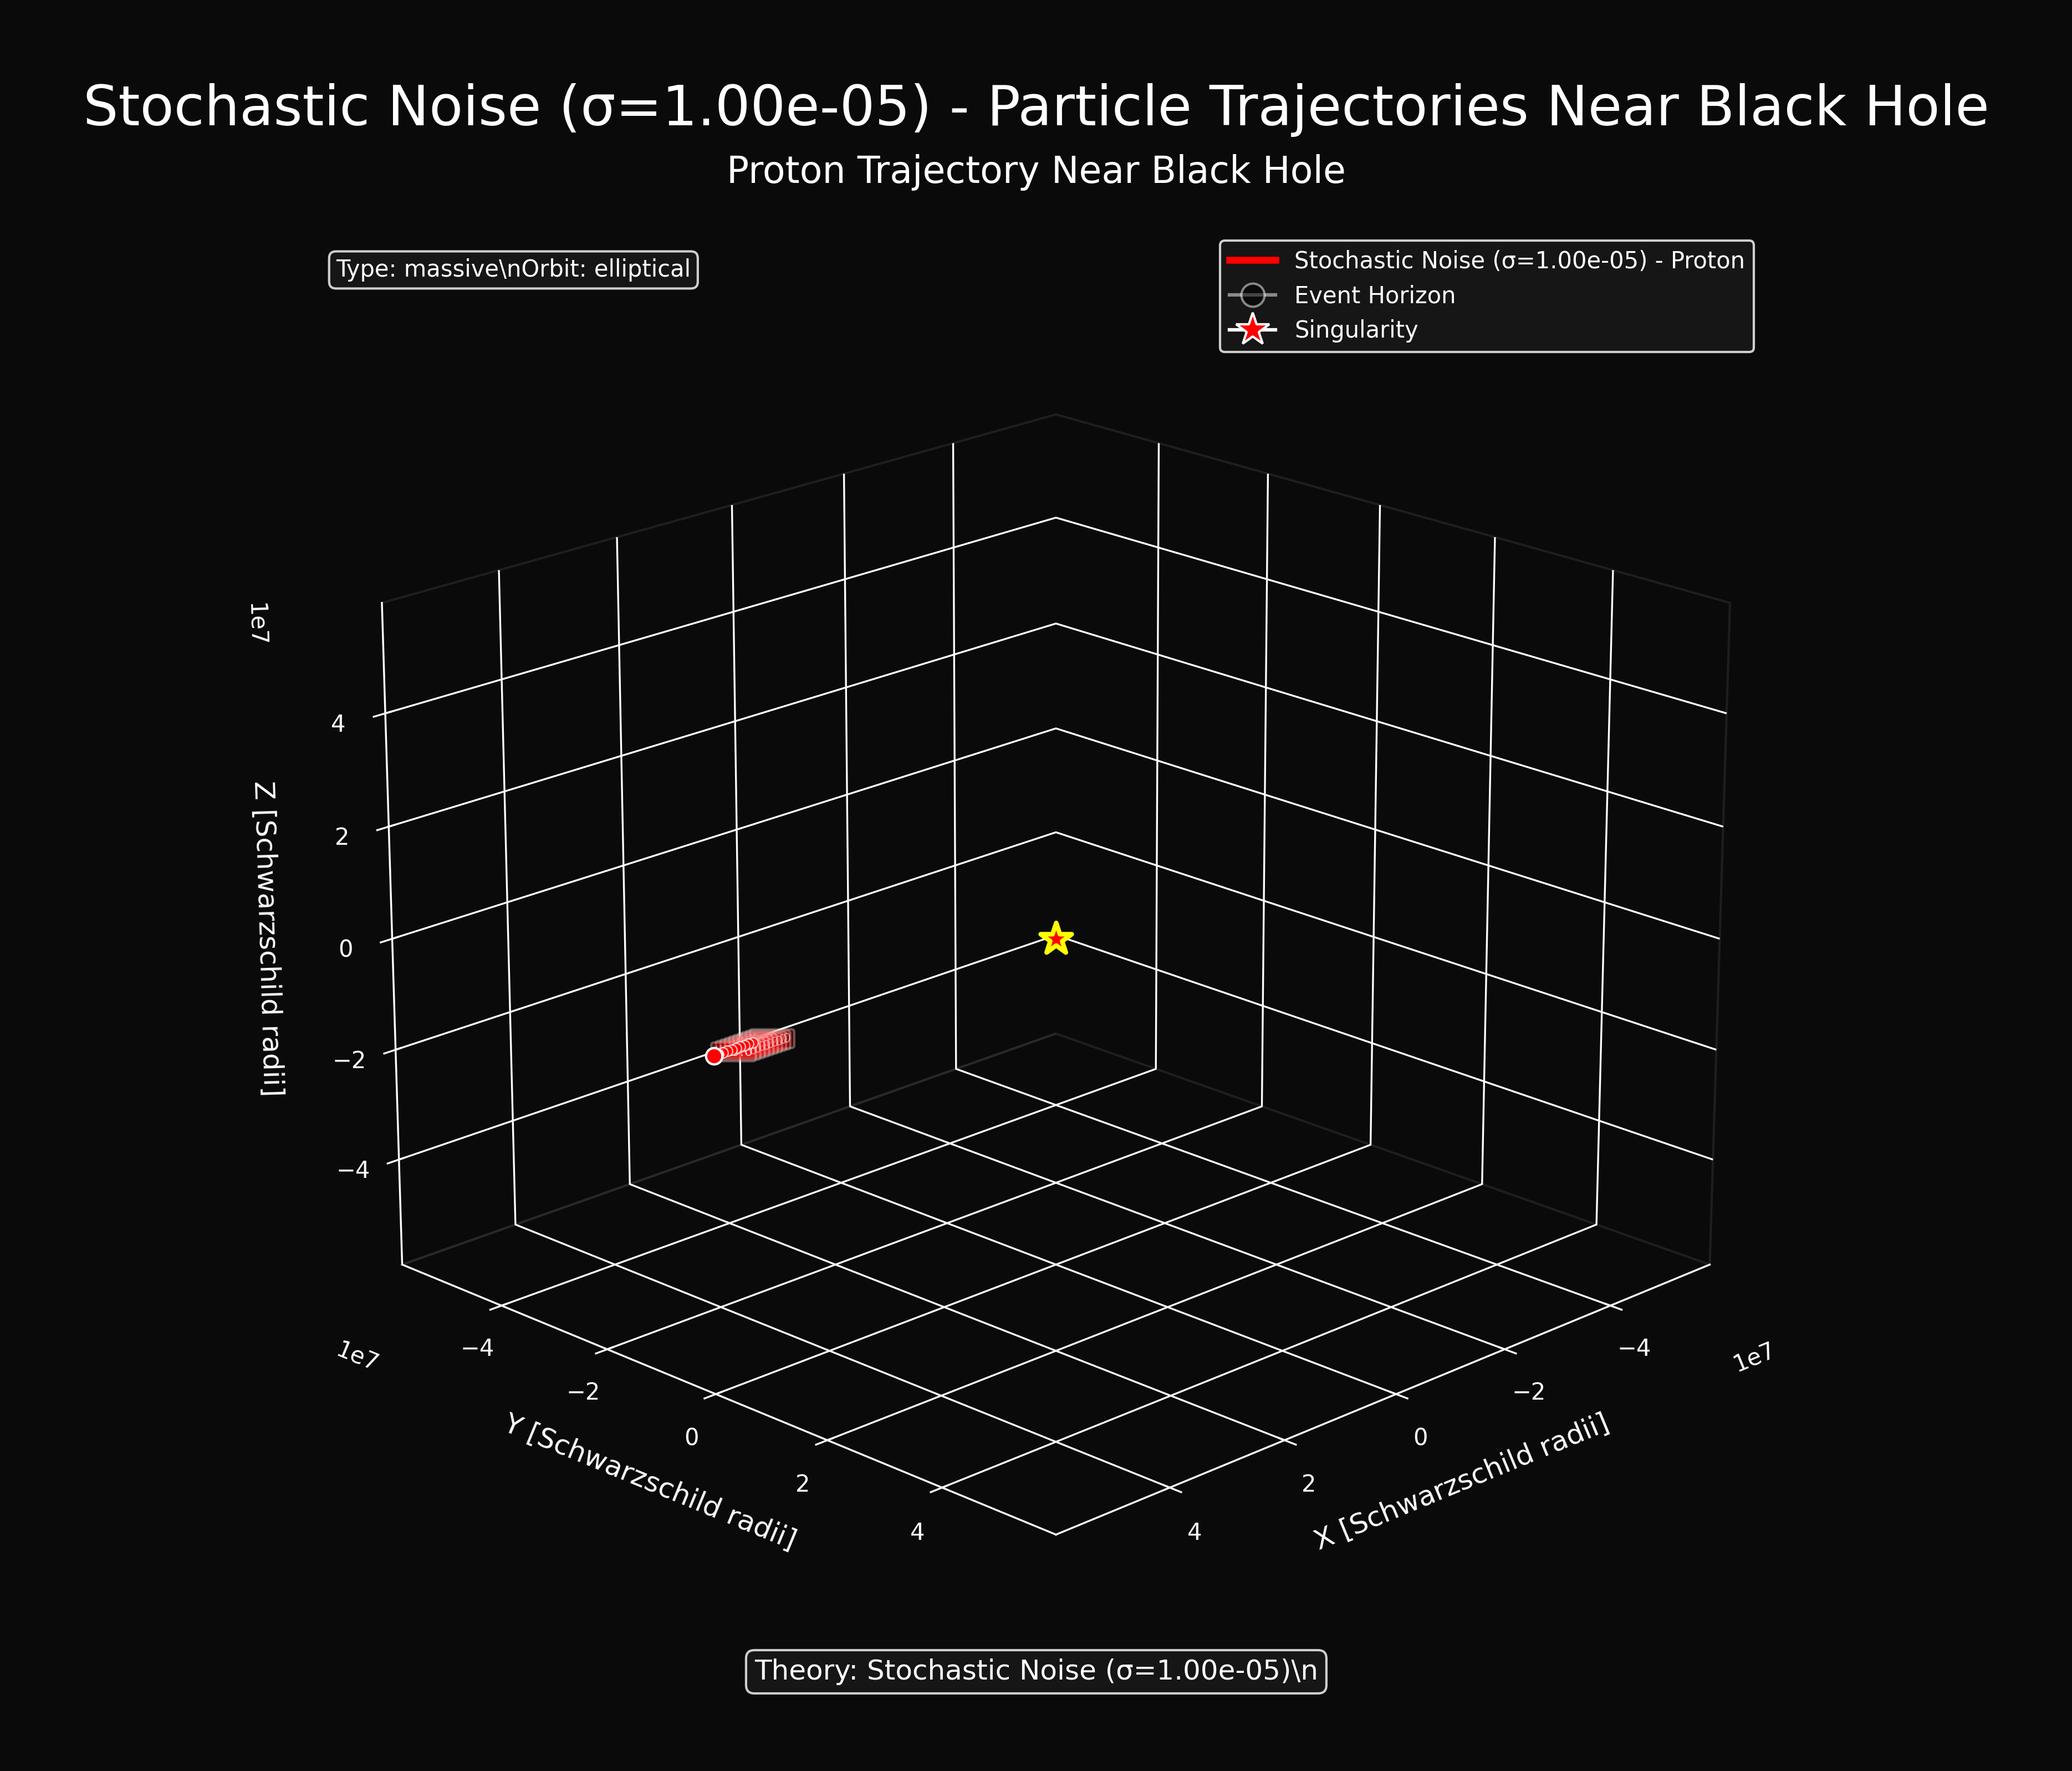 Stochastic Noise (σ=1.00e-05) - Particle Trajectories Near Black Hole
Proton Trajectory Near Black Hole
Type: massive\nOrbit: elliptical
Stochastic Noise (σ=1.00e-05) - Proton
Event Horizon
Singularity
1e7
4
2
0
−2
−4
Z [Schwarzschild radii]
1e7
−4
−2
0
2
4
Y [Schwarzschild radii]
1e7
−4
−2
0
2
4
X [Schwarzschild radii]
Theory: Stochastic Noise (σ=1.00e-05)\n